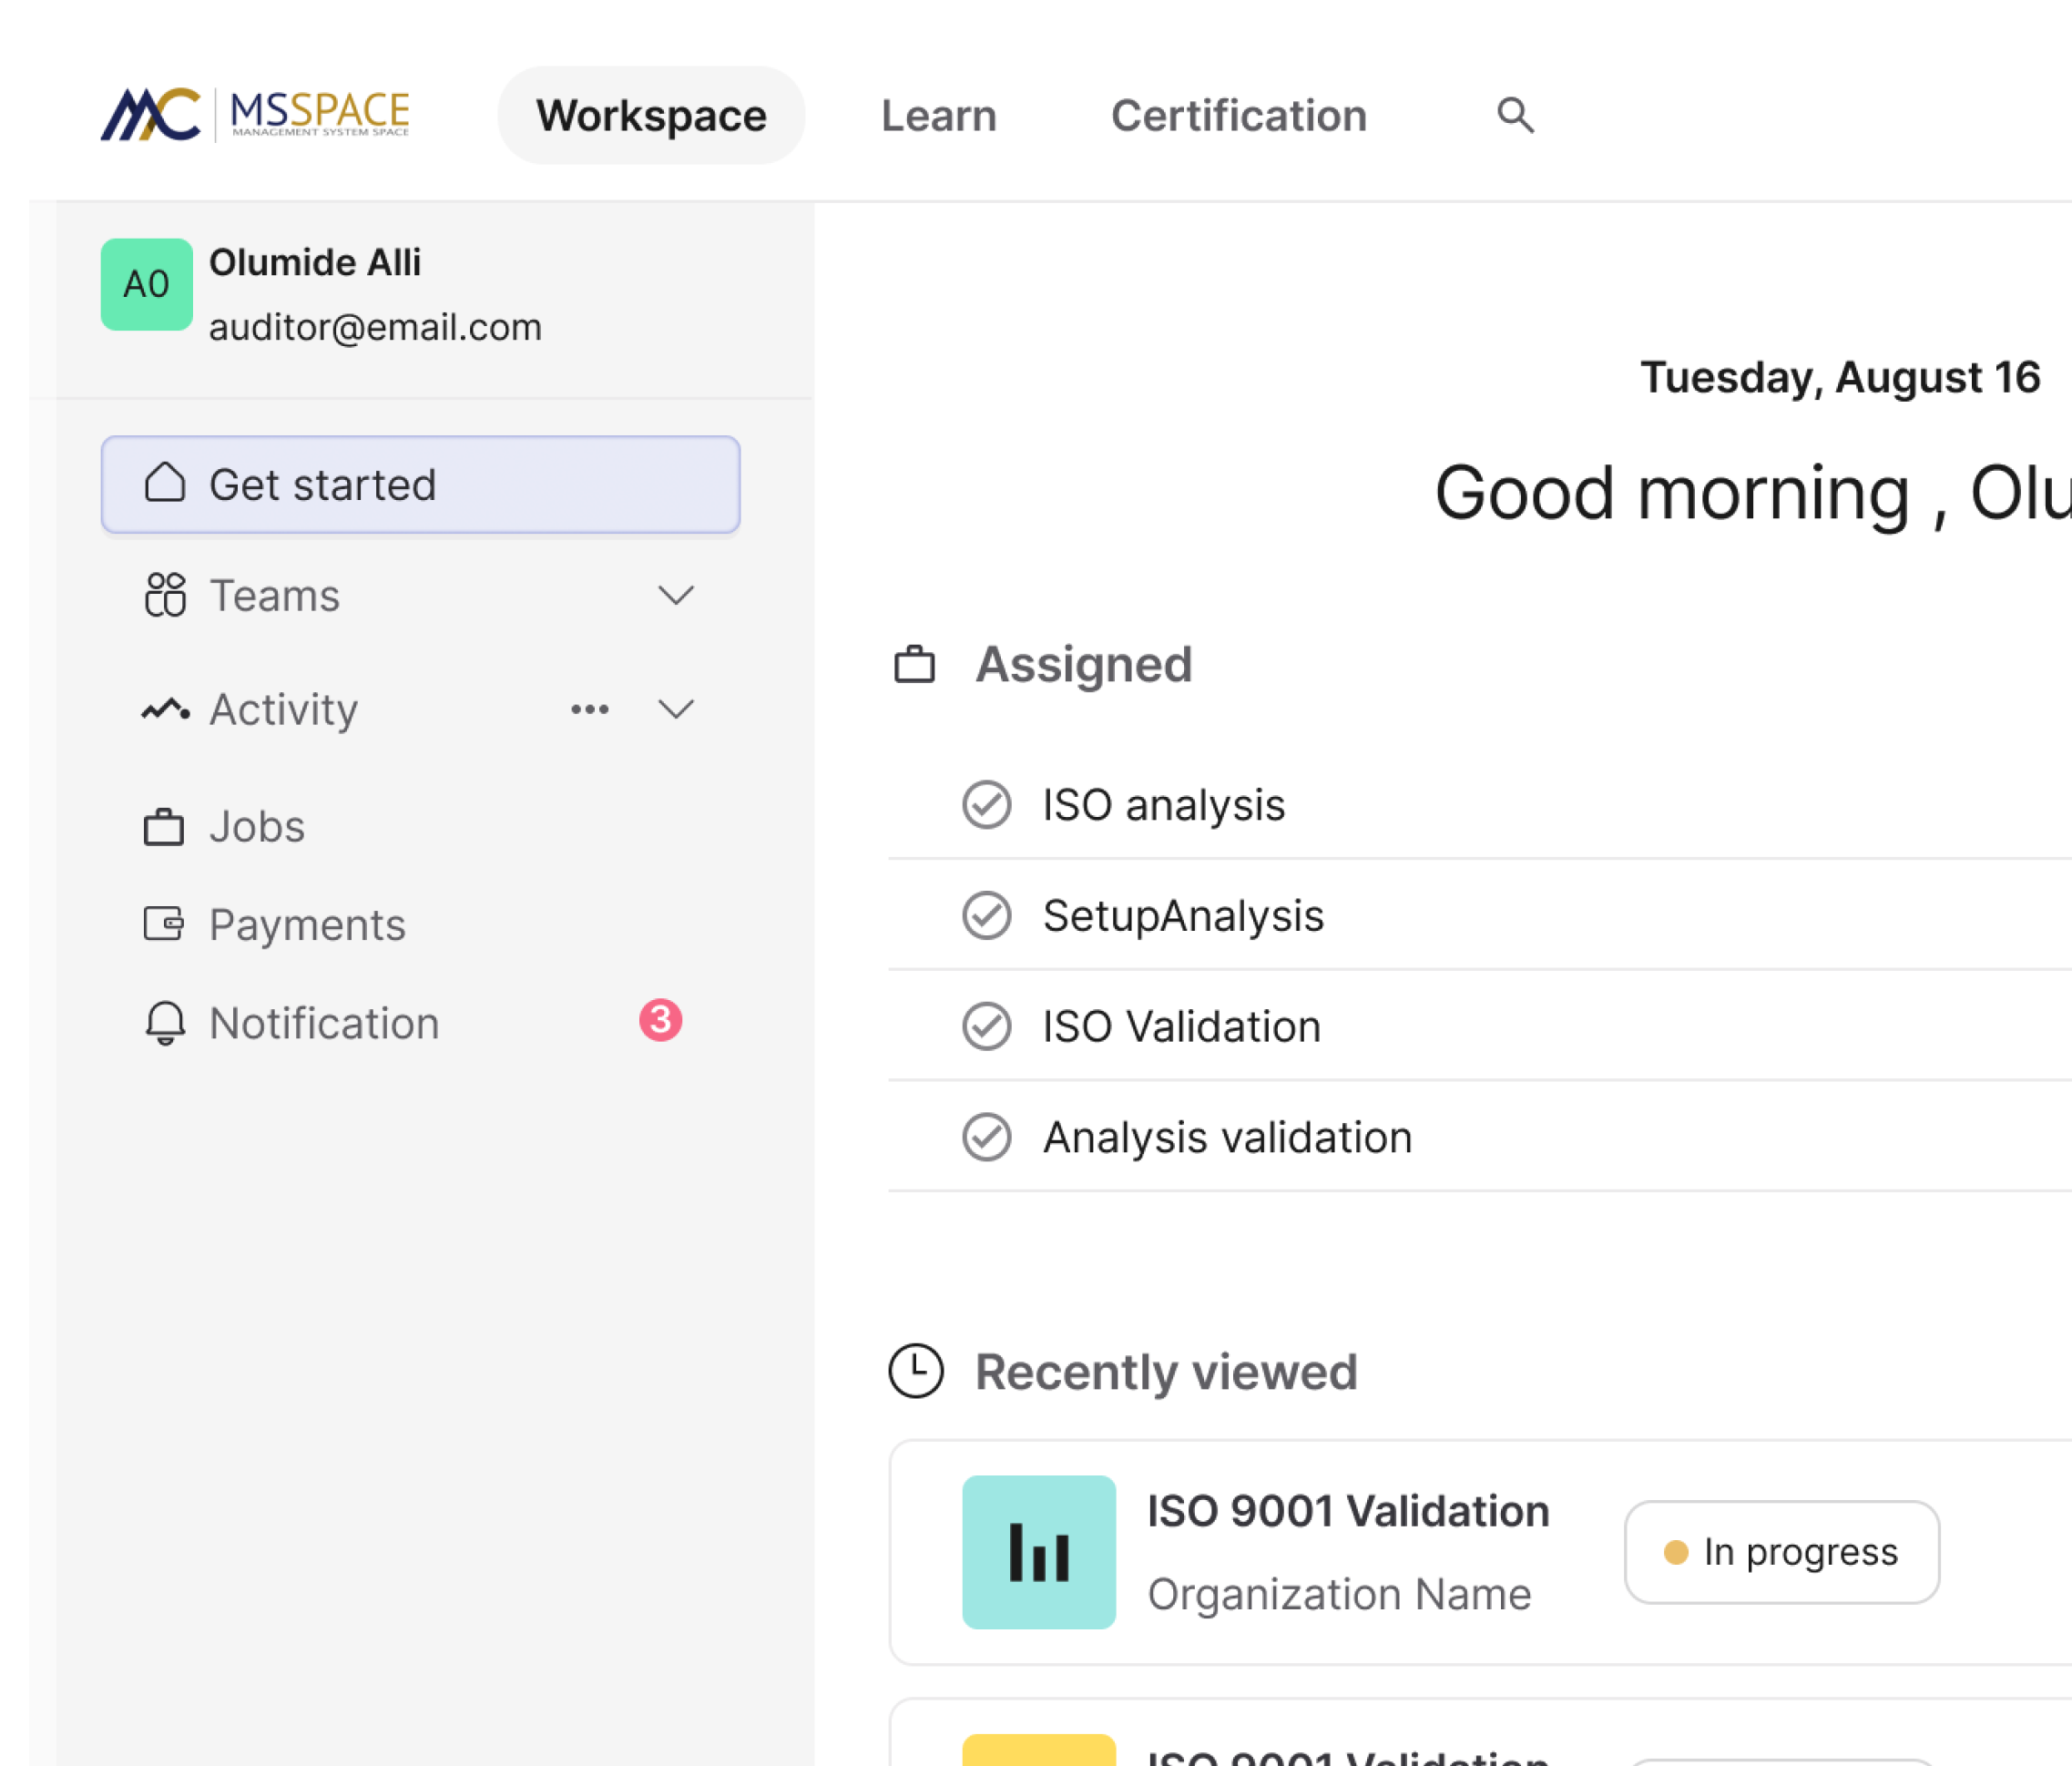 MSSPACE
MANAGEMENT SYSTEM SPACE
Workspace
Learn
Certification
A0
Olumide Alli
auditor@email.com
Get started
Teams
Activity
Jobs
Payments
Notification
3
Tuesday, August 16
Good morning , Olu
Assigned
ISO analysis
SetupAnalysis
ISO Validation
Analysis validation
Recently viewed
ISO 9001 Validation
Organization Name
In progress
ISO 9001 Validation